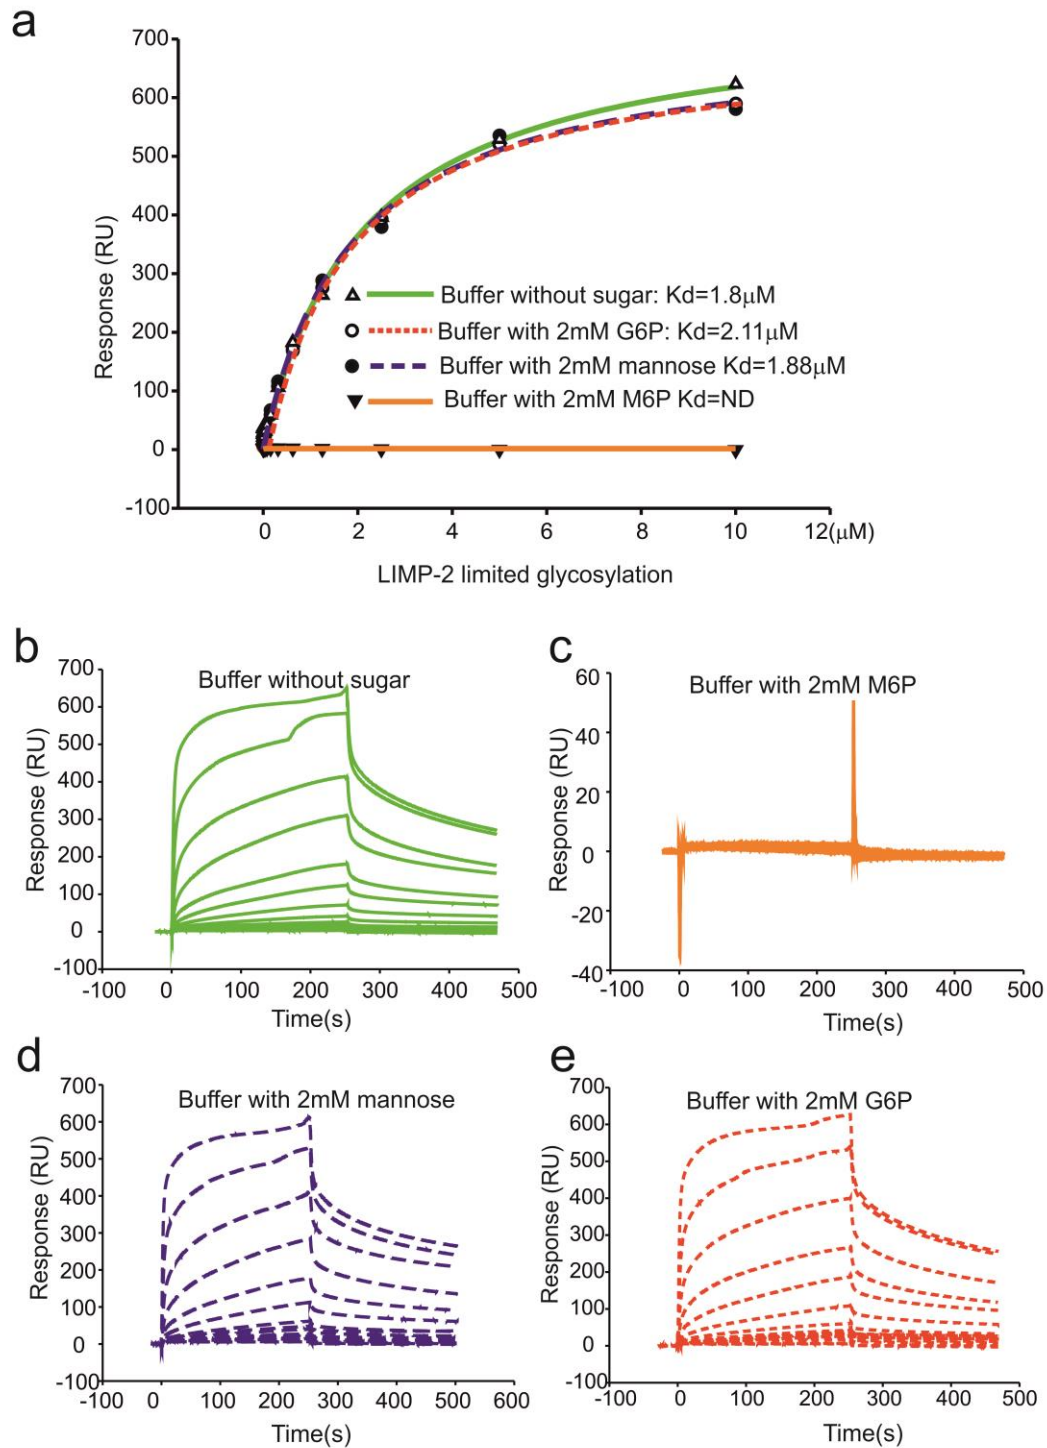 a
700
600
500
400
300
200
100
0
-100
Response (RU)
Buffer without sugar: Kd=1.8μM
Buffer with 2mM G6P: Kd=2.11μM
Buffer with 2mM mannose Kd=1.88μM
Buffer with 2mM M6P Kd=ND
0 2 4 6 8 10 12(μM)
LIMP-2 limited glycosylation
b
Buffer without sugar
700
600
500
400
300
200
100
0
-100
Response (RU)
-100 0 100 200 300 400 500
Time(s)
c
Buffer with 2mM M6P
60
40
20
0
-20
-40
Response (RU)
-100 0 100 200 300 400 500
Time(s)
d
Buffer with 2mM mannose
700
600
500
400
300
200
100
0
-100
Response (RU)
-100 0 100 200 300 400 500 600
Time(s)
e
Buffer with 2mM G6P
700
600
500
400
300
200
100
0
-100
Response (RU)
0 100 200 300 400 500
Time(s)